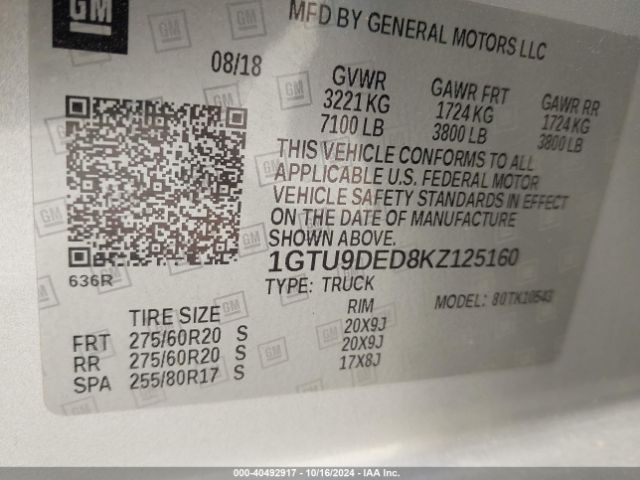 GM
MFD BY GENERAL MOTORS LLC
08/18
GVWR GAWR FRT GAWR RR
3221 KG 1724 KG 1724 KG
7100 LB 3800 LB 3800 LB
THIS VEHICLE CONFORMS TO ALL
APPLICABLE U.S. FEDERAL MOTOR
VEHICLE SAFETY STANDARDS IN EFFECT
ON THE DATE OF MANUFACTURE
SHOWN ABOVE.
1GTU9DED8KZ125160
636R
TYPE: TRUCK
MODEL: 80TK10543
TIRE SIZE RIM
FRT 275/60R20 S 20X9J
RR 275/60R20 S 20X9J
SPA 255/80R17 S 17X8J
000-40492917 - 10/16/2024 - IAA Inc.